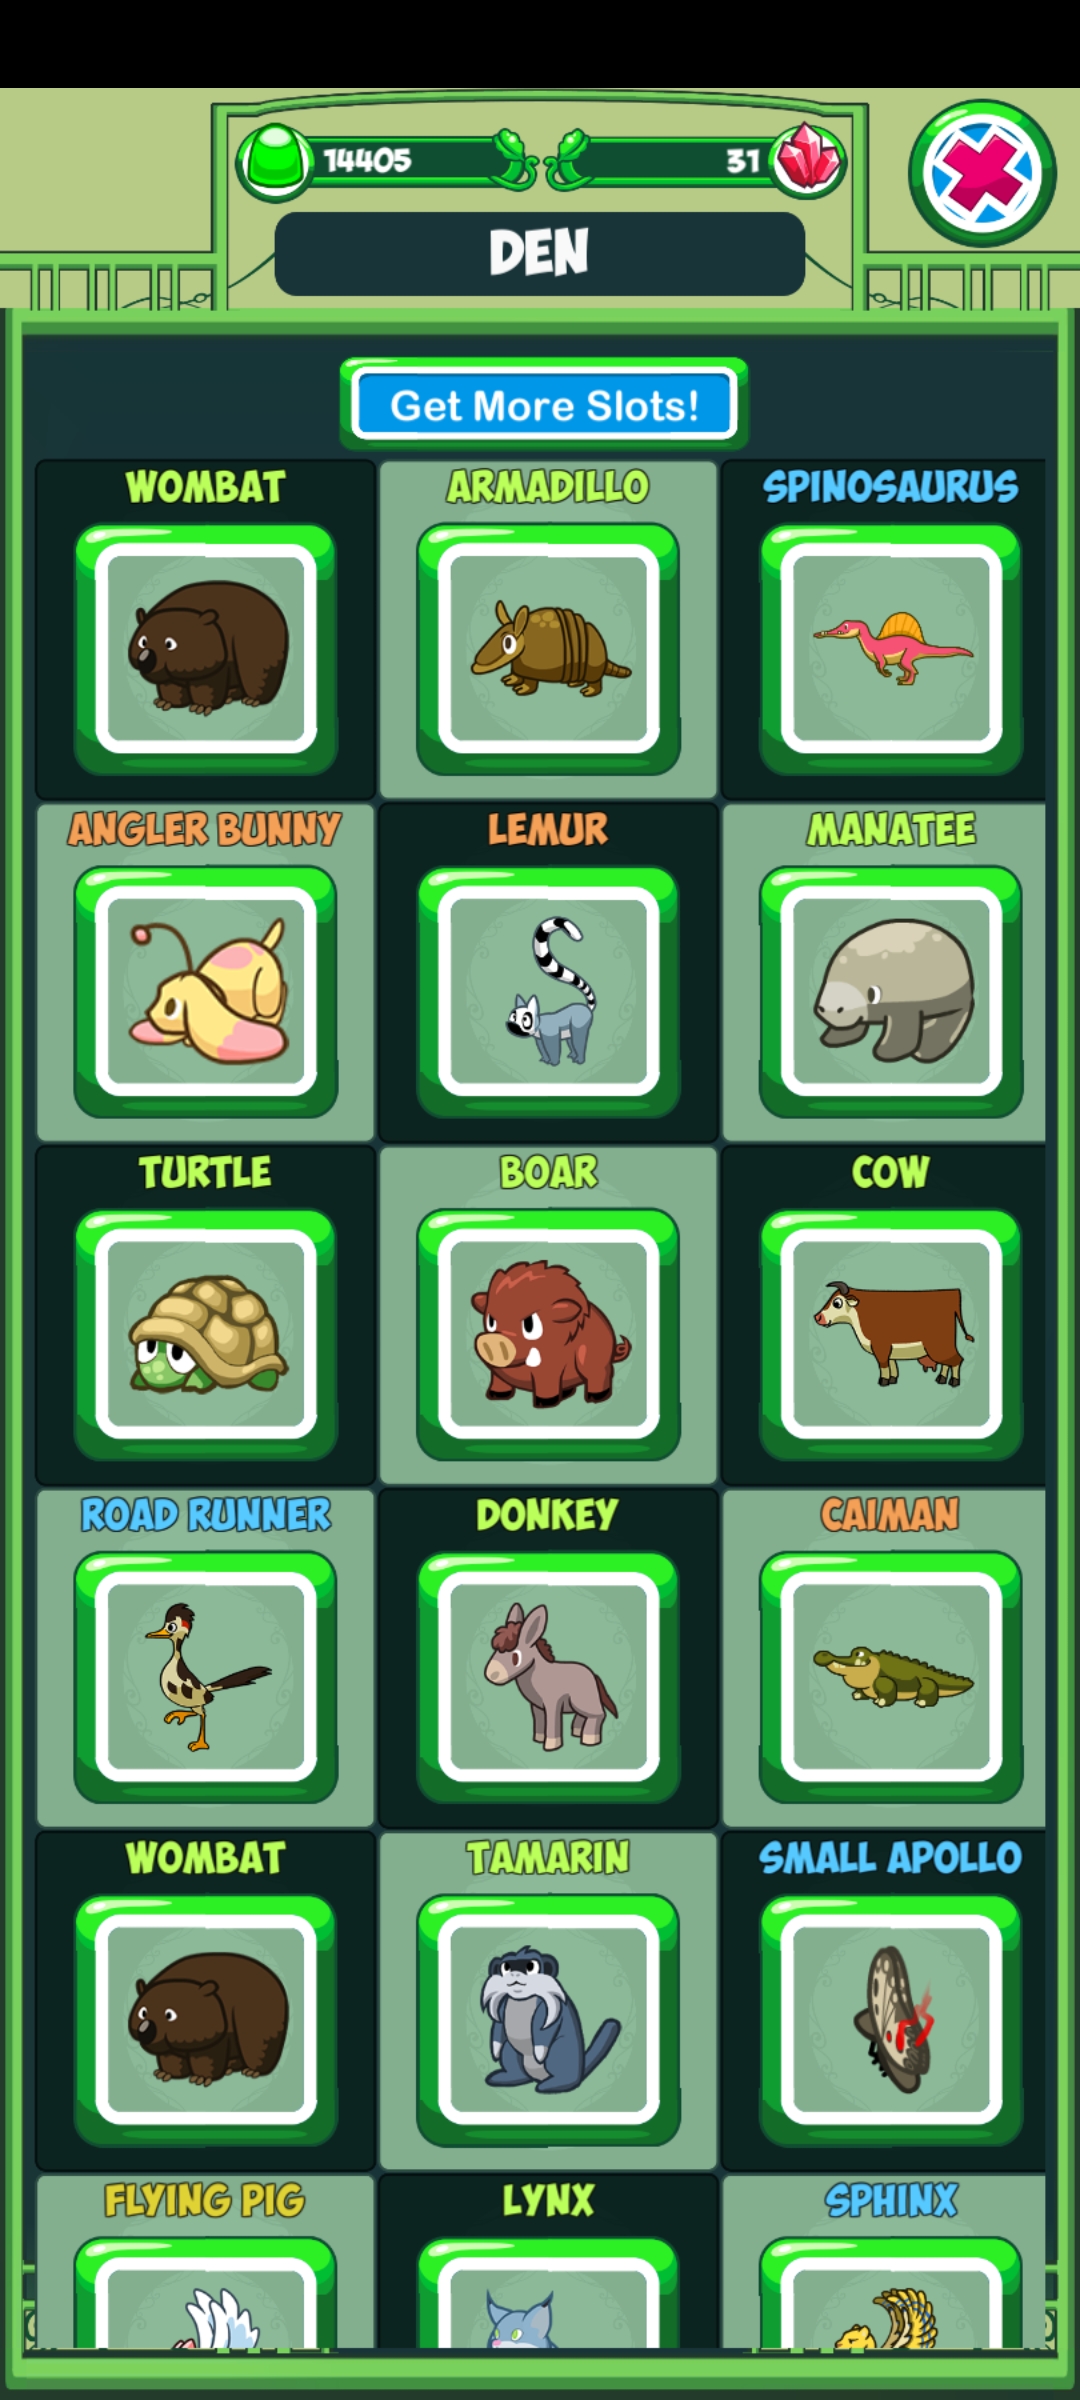 14405 31
DEN
Get More Slots!
WOMBAT ARMADILLO SPINOSAURUS
ANGLER BUNNY LEMUR MANATEE
TURTLE BOAR COW
ROAD RUNNER DONKEY CAIMAN
WOMBAT TAMARIN SMALL APOLLO
FLYING PIG LYNX SPHINX